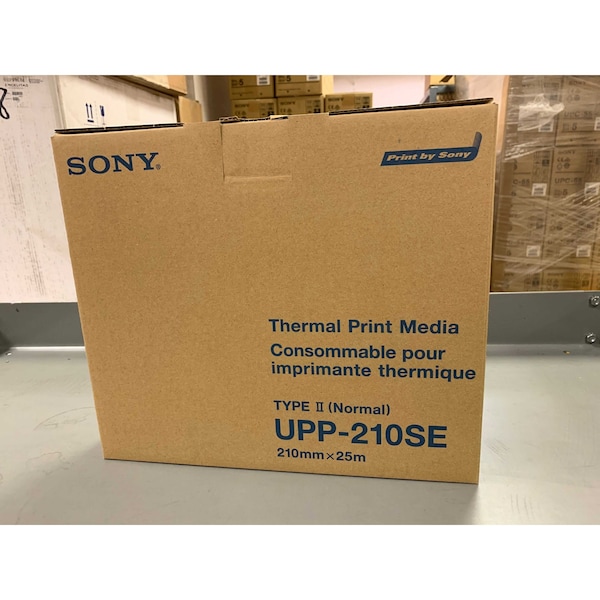 SONY®
Print by Sony
Thermal Print Media
Consommable pour
imprimante thermique
TYPE II (Normal)
UPP-210SE
210mm×25m